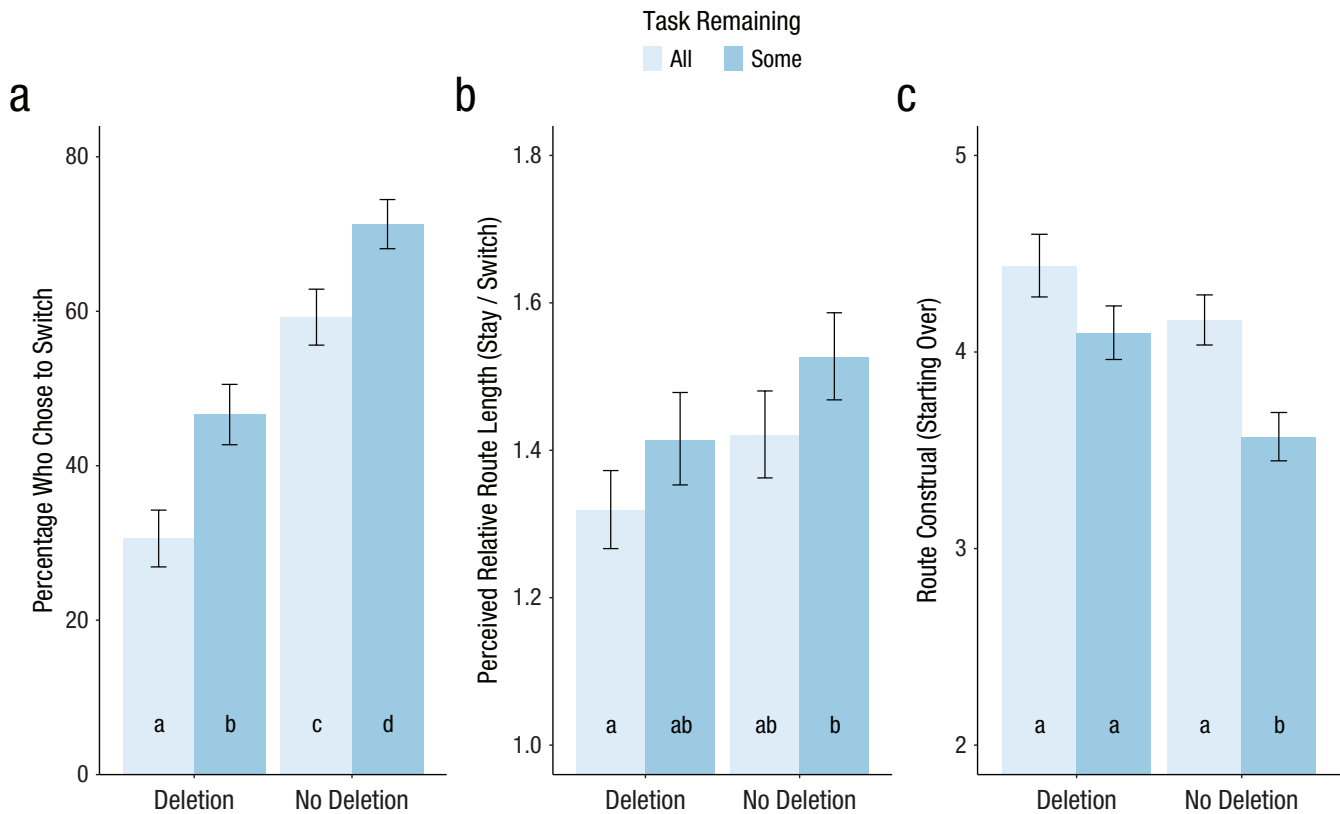 Task Remaining
All Some
a
Percentage Who Chose to Switch
80
60
40
20
0
a b c d
Deletion No Deletion
b
Perceived Relative Route Length (Stay / Switch)
1.8
1.6
1.4
1.2
1.0
a ab ab b
Deletion No Deletion
c
Route Construal (Starting Over)
5
4
3
2
a a a b
Deletion No Deletion